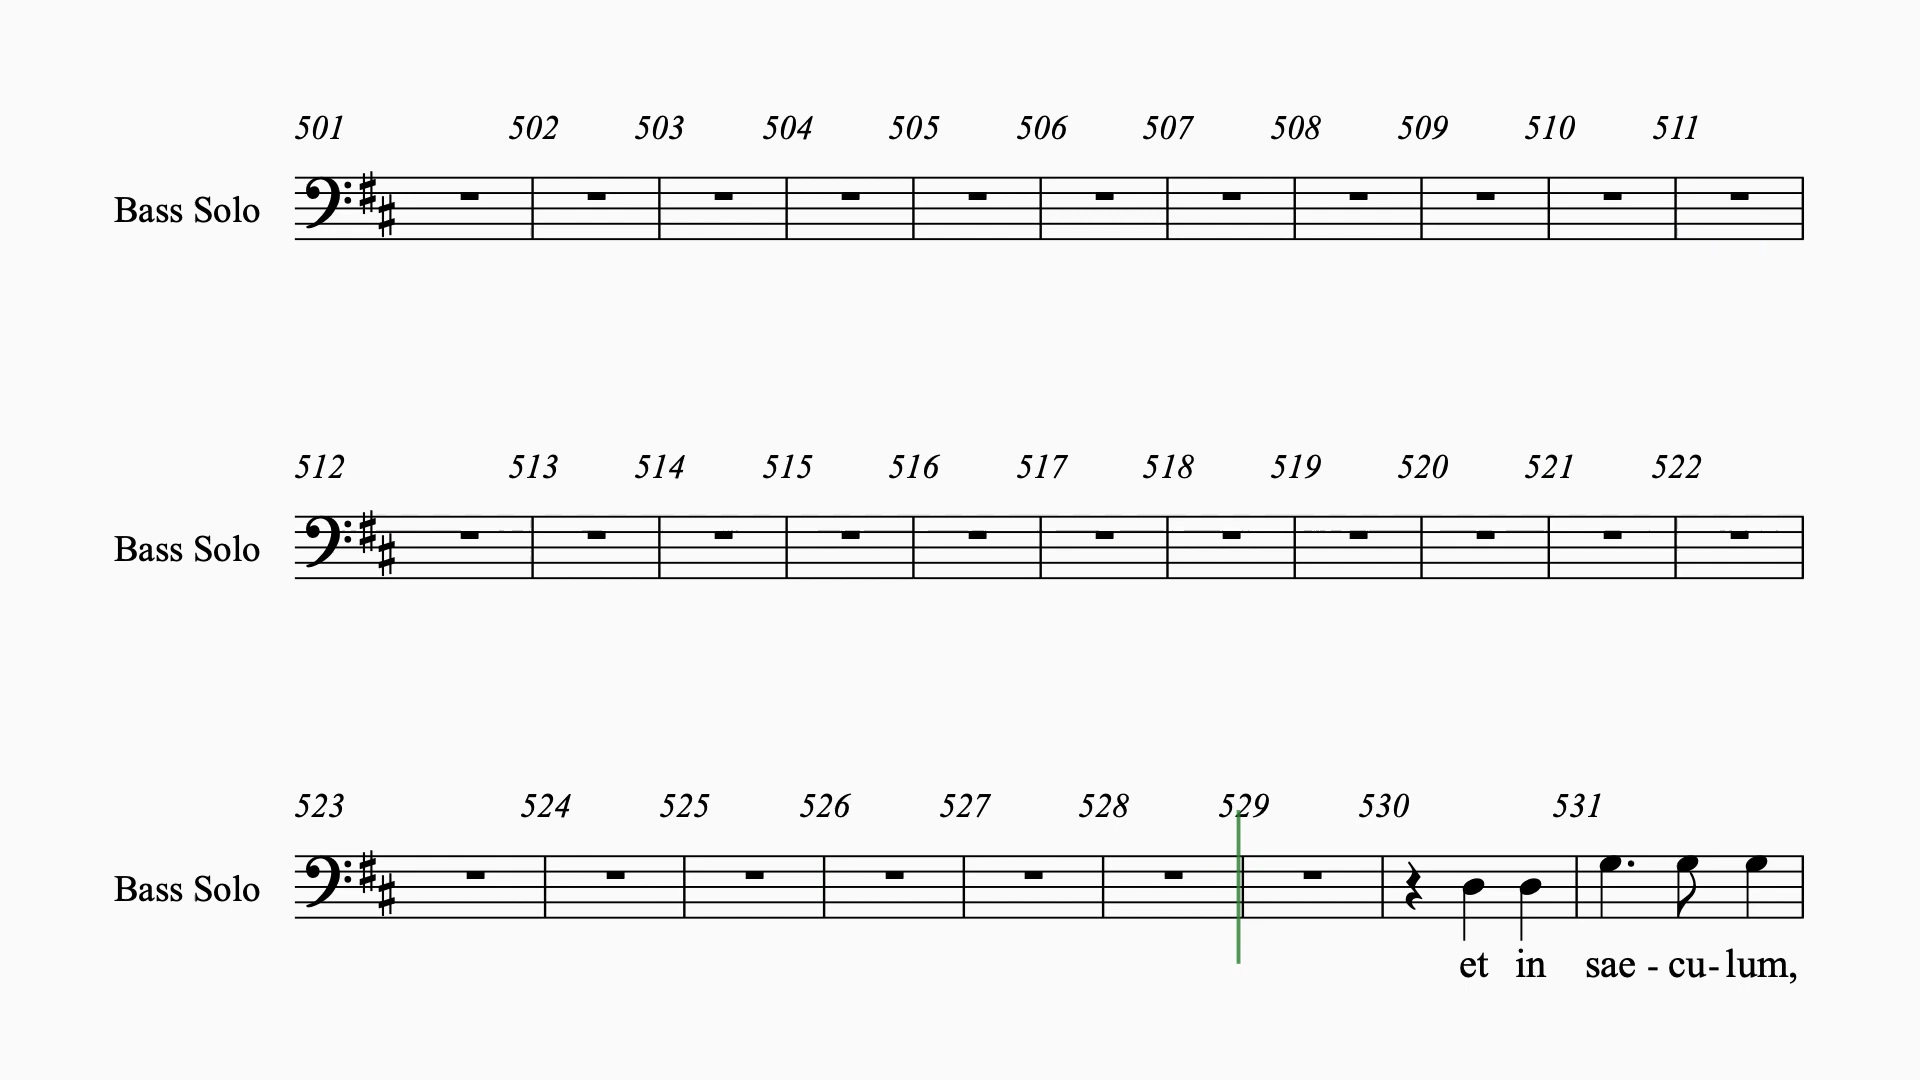 501 502 503 504 505 506 507 508 509 510 511
Bass Solo
512 513 514 515 516 517 518 519 520 521 522
Bass Solo
523 524 525 526 527 528 529 530 531
Bass Solo
et in sae - cu - lum,